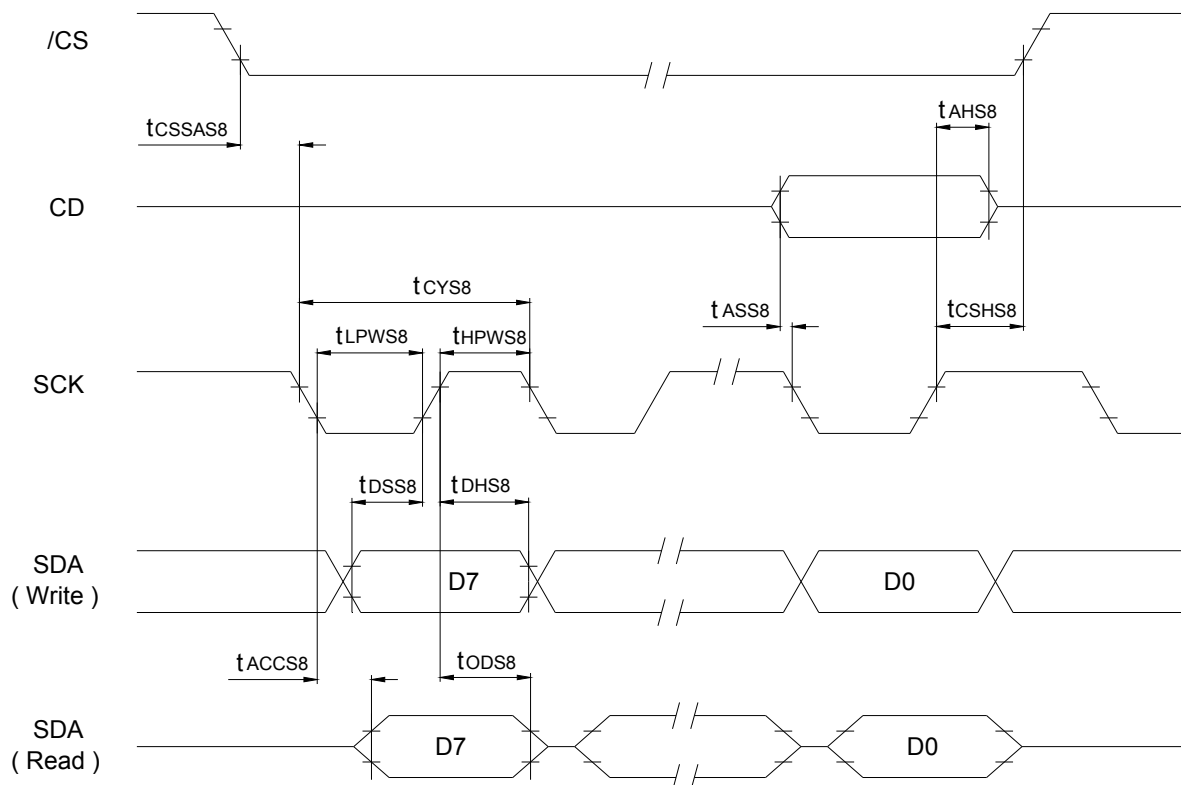 /CS
tCSSAS8
tAHS8
CD
tCYS8
tASS8
tCSHS8
tLPWS8
tHPWS8
SCK
tDSS8
tDHS8
SDA
( Write )
D7
D0
tACCS8
tODS8
SDA
( Read )
D7
D0